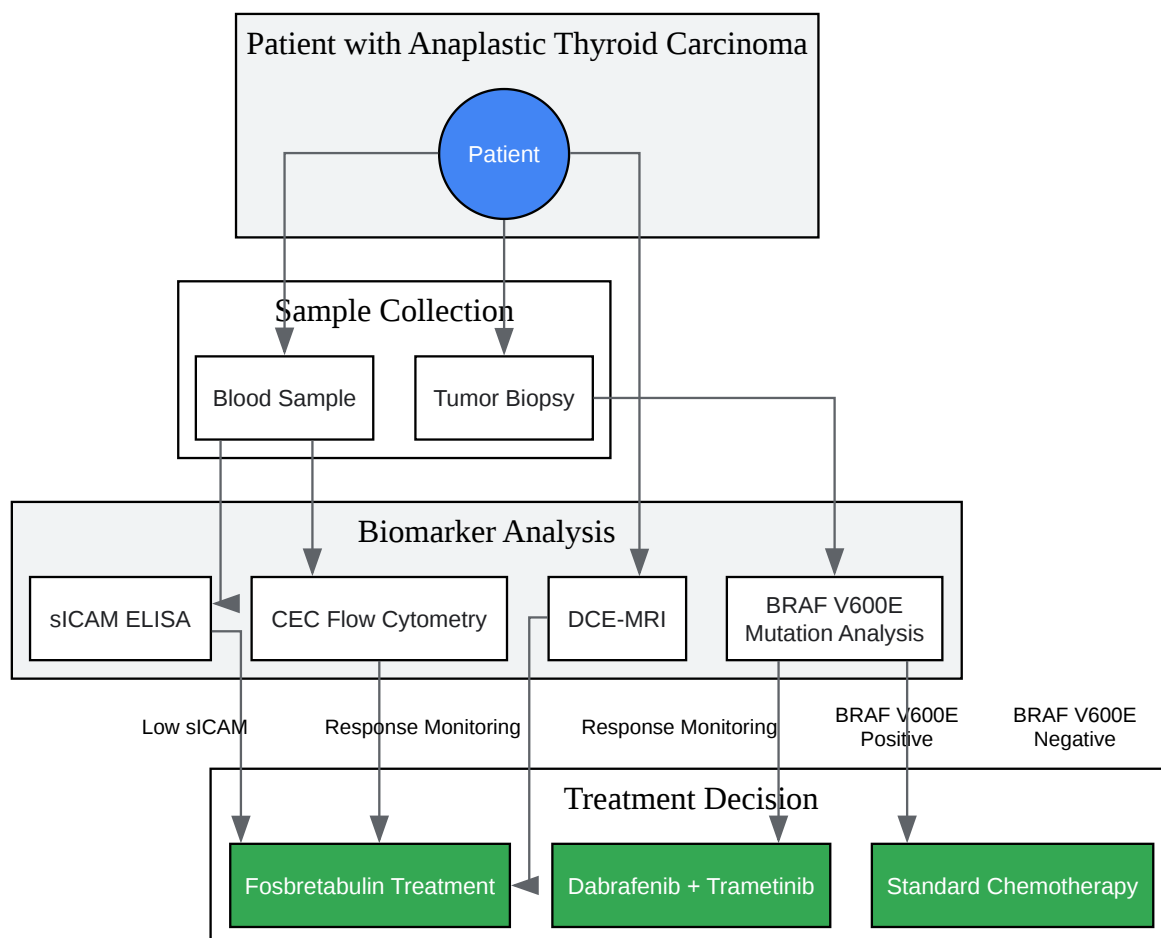 Patient with Anaplastic Thyroid Carcinoma
Patient
Sample Collection
Blood Sample
Tumor Biopsy
Biomarker Analysis
sICAM ELISA
CEC Flow Cytometry
DCE-MRI
BRAF V600E
Mutation Analysis
Low sICAM
Response Monitoring
Response Monitoring
BRAF V600E
Positive
BRAF V600E
Negative
Treatment Decision
Fosbretabulin Treatment
Dabrafenib + Trametinib
Standard Chemotherapy